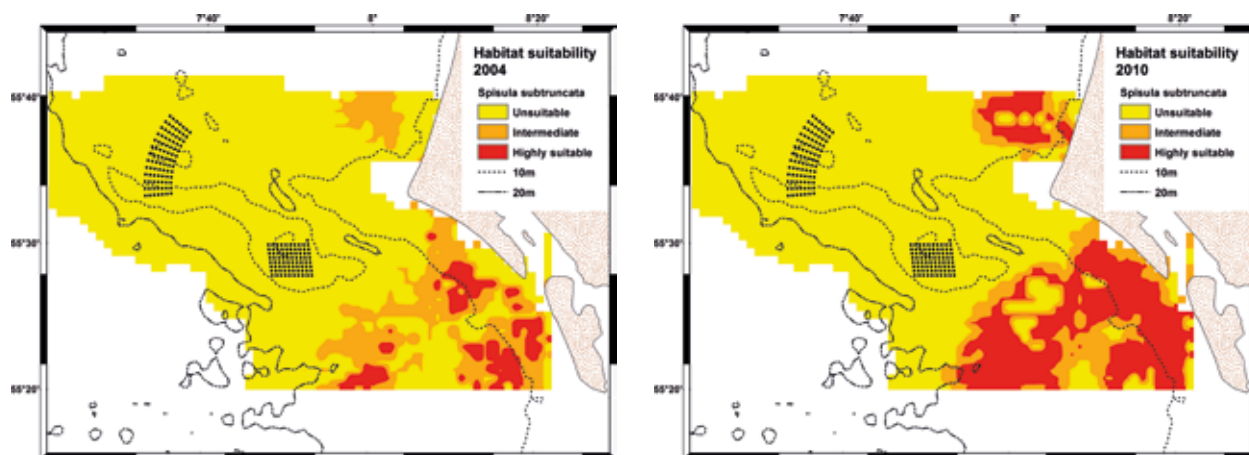 7°40' 8° 8°20'
Habitat suitability
2004
Spisula subtruncata
Unsuitable
Intermediate
Highly suitable
10m
20m
55°40'
55°30'
55°20'
7°40' 8° 8°20'
Habitat suitability
2010
Spisula subtruncata
Unsuitable
Intermediate
Highly suitable
10m
20m
55°40'
55°30'
55°20'